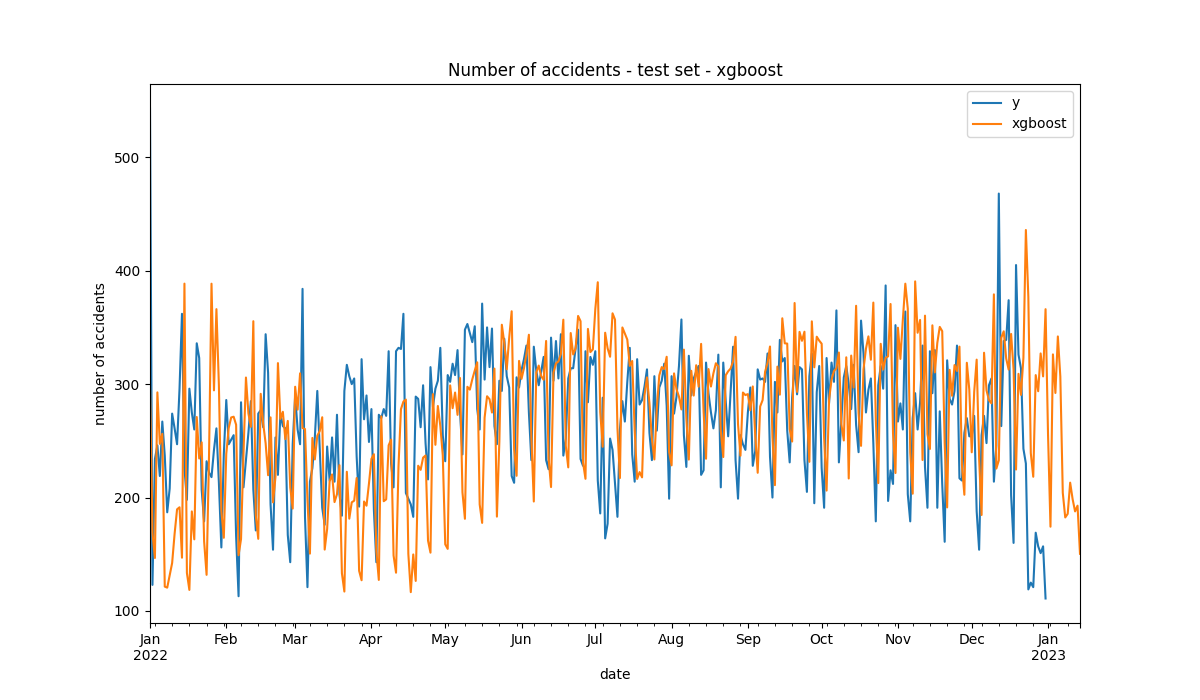 Number of accidents - test set - xgboost
y
xgboost
number of accidents
500
400
300
200
100
Jan
2022
Feb
Mar
Apr
May
Jun
Jul
Aug
Sep
Oct
Nov
Dec
Jan
2023
date